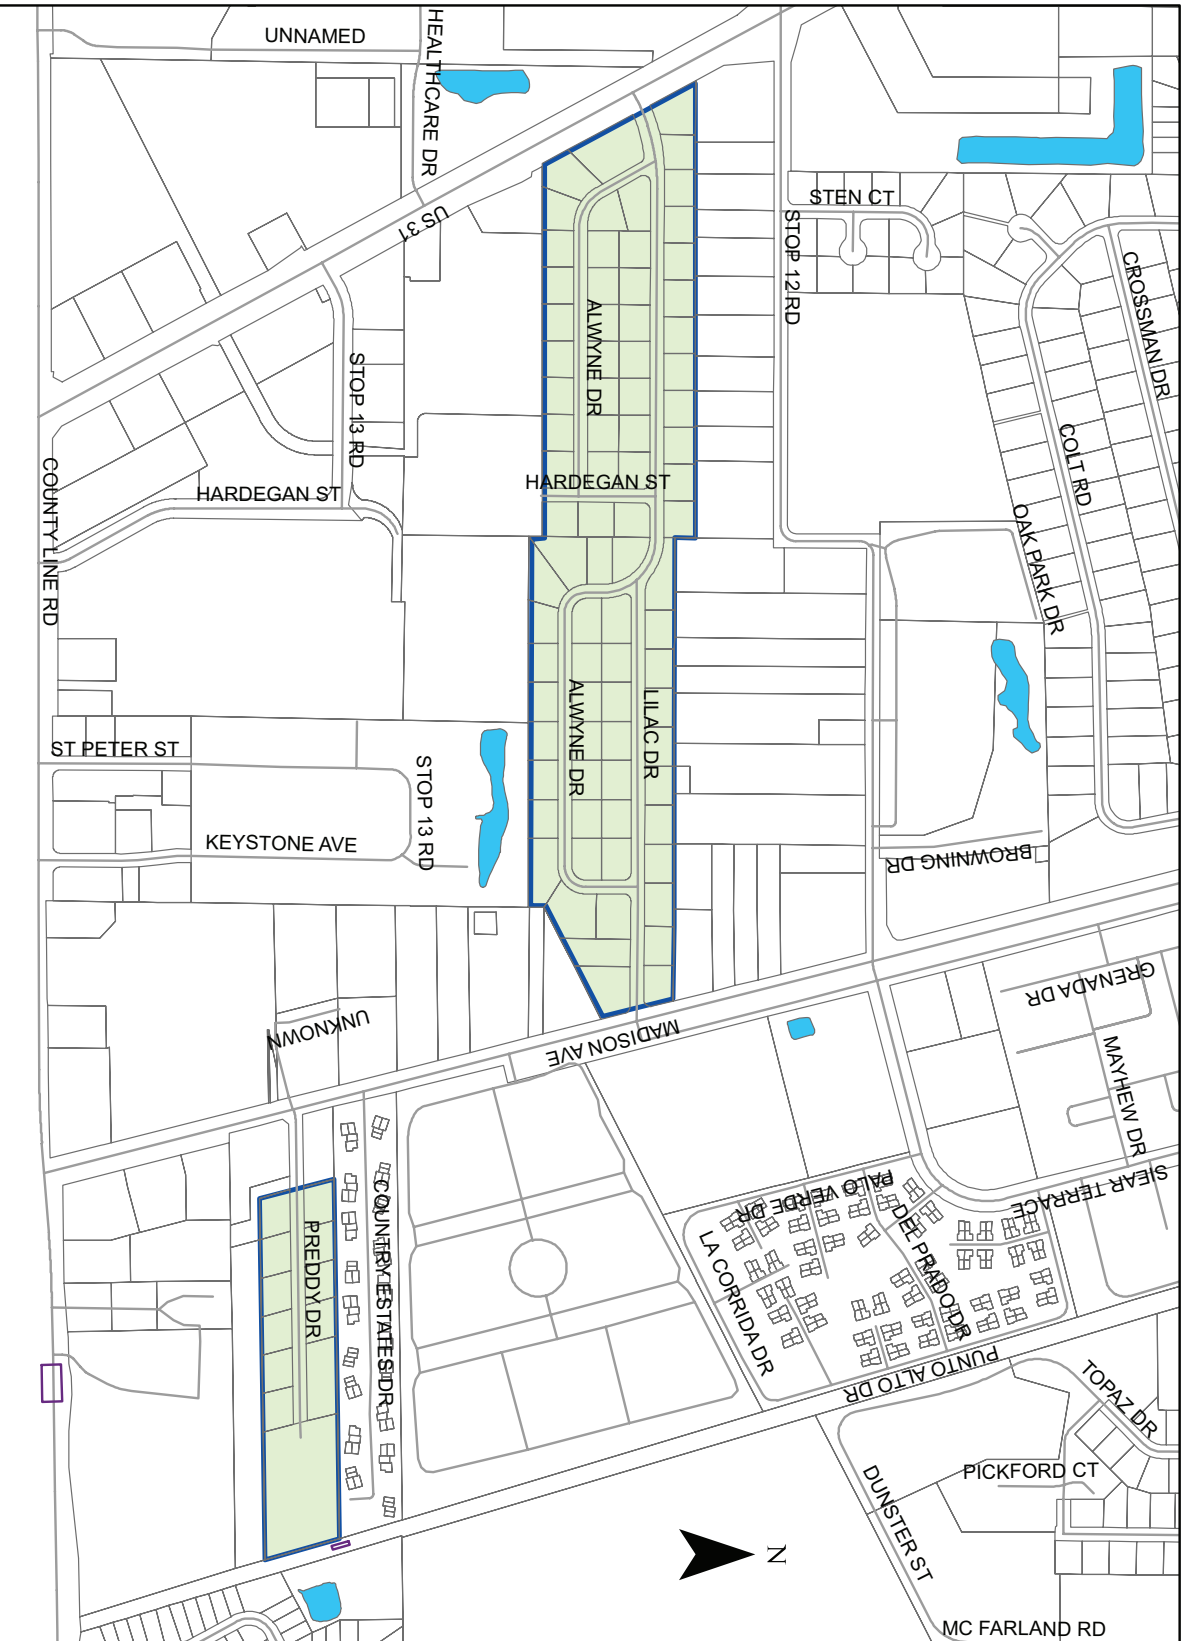 UNNAMED
HEALTHCARE DR
US 31
STEN CT
STOP 12 RD
CROSSMAN DR
ALWYNE DR
STOP 13 RD
COLT RD
COUNTY LINE RD
HARDEGAN ST
HARDEGAN ST
OAK PARK DR
ALWYNE DR
LILAC DR
ST PETER ST
STOP 13 RD
KEYSTONE AVE
BROWNING DR
GRENADA DR
UNKNOWN
MADISON AVE
MAYHEW DR
SIEAR TERRACE
PALO VERDE DR
COUNTRY ESTATES DR
PREDDY DR
LA CORRIDA DR
DEL PRADO DR
PUNTO ALTO DR
TOPAZ DR
PICKFORD CT
DUNSTER ST
N
MC FARLAND RD